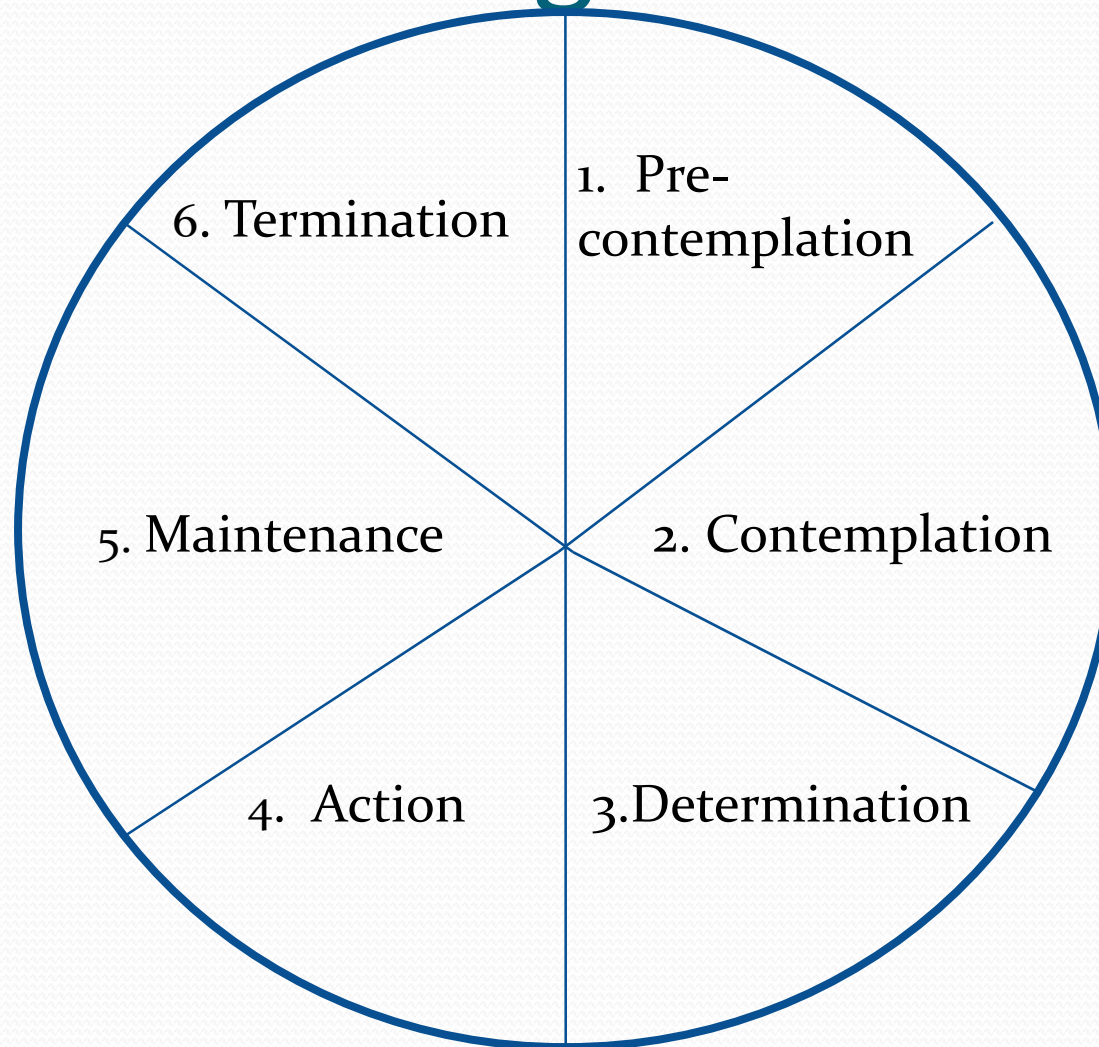 1. Pre-
contemplation
2. Contemplation
3.Determination
4. Action
5. Maintenance
6. Termination